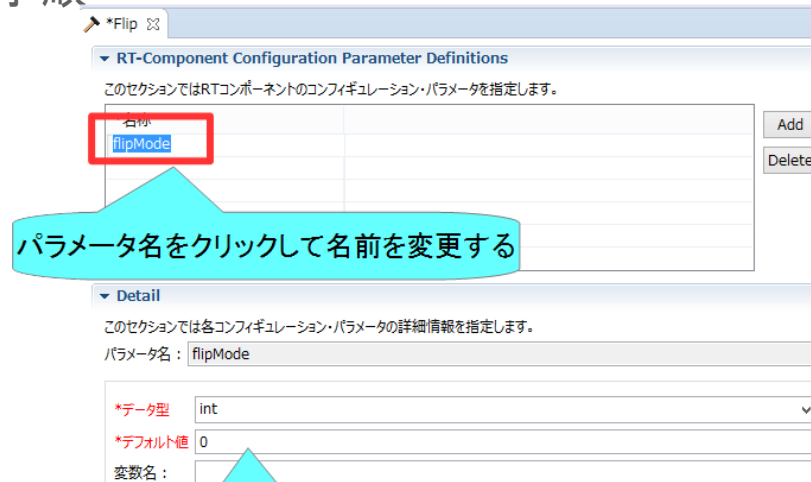 手順
*Flip
RT-Component Configuration Parameter Definitions
このセクションではRTコンポーネントのコンフィギュレーション・パラメータを指定します。
名称
Add
flipMode
Delete
パラメータ名をクリックして名前を変更する
Detail
このセクションでは各コンフィギュレーション・パラメータの詳細情報を指定します。
パラメータ名： flipMode
*データ型 int
*デフォルト値 0
変数名：